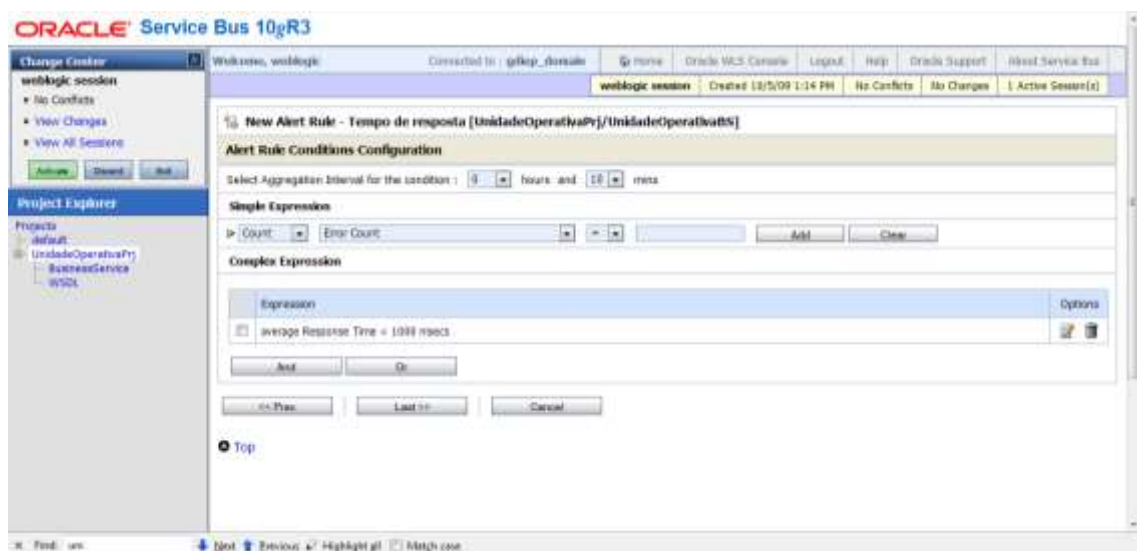 ORACLE Service Bus 10gR3
Change Center
weblogic session
No Conflicts
View Changes
View All Sessions
Activate Discard Exit
Project Explorer
Projects
default
UnidadeOperativaPrj
BusinessService
WSDL
Welcome, weblogic Connected to : domain Home Oracle WLS Console Logout Help Oracle Support About Service Bus
weblogic session Created 10/5/09 1:14 PM No Conflicts No Changes 1 Active Session(s)
New Alert Rule - Tempo de resposta [UnidadeOperativaPrj/UnidadeOperativaBS]
Alert Rule Conditions Configuration
Select Aggregation Interval for the condition : 0 hours and 10 mins
Simple Expression
Count Error Count = Add Clear
Complex Expression
Expression Options
average Response Time 1000 msecs
And Or
<< Prev Last >> Cancel
Top
Find: Next Previous Highlight all Match case